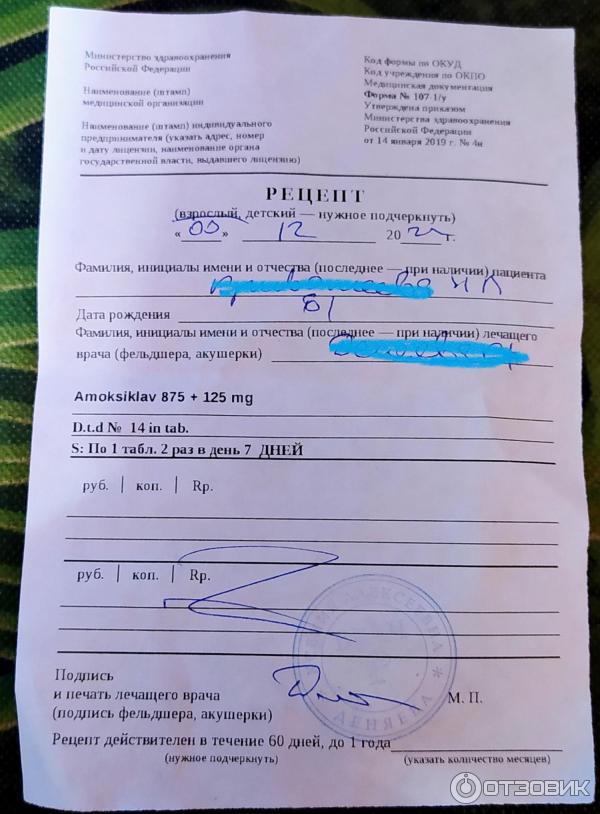 Министерство здравоохранения
Российской Федерации
Наименование (штамп)
медицинской организации
Наименование (штамп) индивидуального
предпринимателя (указать адрес, номер
и дату лицензии, наименование органа
государственной власти, выдавшего лицензию)
Код формы по ОКУД
Код учреждения по ОКПО
Медицинская документация
Форма № 107-1/у
Утверждена приказом
Министерства здравоохранения
Российской Федерации
от 14 января 2019 г. № 4н
РЕЦЕПТ
(взрослый, детский — нужное подчеркнуть)
«09» 12 20 г.
Фамилия, инициалы имени и отчества (последнее — при наличии) пациента
Дата рождения 81
Фамилия, инициалы имени и отчества (последнее — при наличии) лечащего
врача (фельдшера, акушерки)
Amoksiklav 875 + 125 mg
D.t.d № 14 in tab.
S: По 1 табл. 2 раз в день 7 ДНЕЙ
руб. | коп. | Rp.
руб. | коп. | Rp.
Подпись
и печать лечащего врача
(подпись фельдшера, акушерки)
М. П.
АЛЕКСЕЕВНА * ДЕНЯЕВА *
Рецепт действителен в течение 60 дней, до 1 года
(нужное подчеркнуть) (указать количество месяцев)
ОТЗОВИК